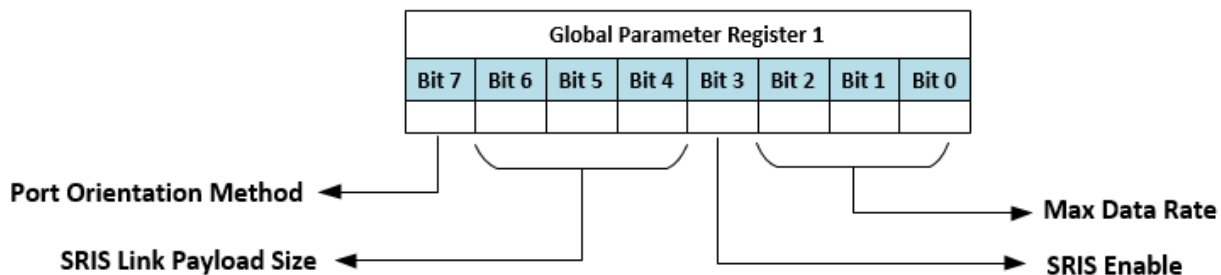 Global Parameter Register 1
Bit 7 Bit 6 Bit 5 Bit 4 Bit 3 Bit 2 Bit 1 Bit 0
Port Orientation Method
Max Data Rate
SRIS Link Payload Size
SRIS Enable